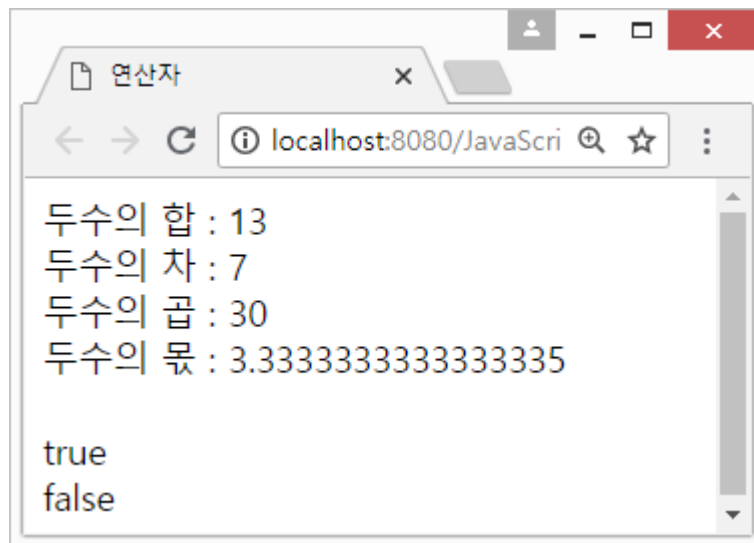 연산자
localhost:8080/JavaScri
두수의 합 : 13
두수의 차 : 7
두수의 곱 : 30
두수의 몫 : 3.3333333333333335
true
false